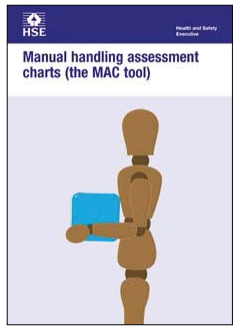 HSE
Health and Safety
Executive
Manual handling assessment
charts (the MAC tool)